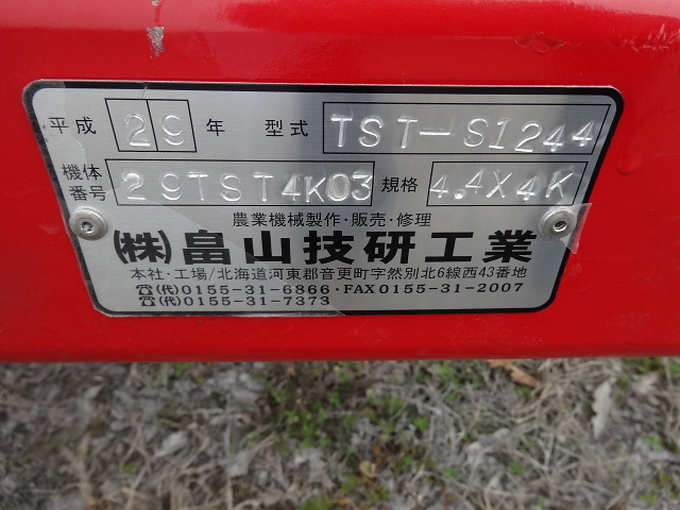 平成 29 年 型式 TST-S1244
機体番号 29TST4K03 規格 4.4X4K
農業機械製作・販売・修理
(株)畠山技研工業
本社・工場/北海道河東郡音更町字然別北6線西43番地
☎(代)0155-31-6866・FAX0155-31-2007
☎(代)0155-31-7373